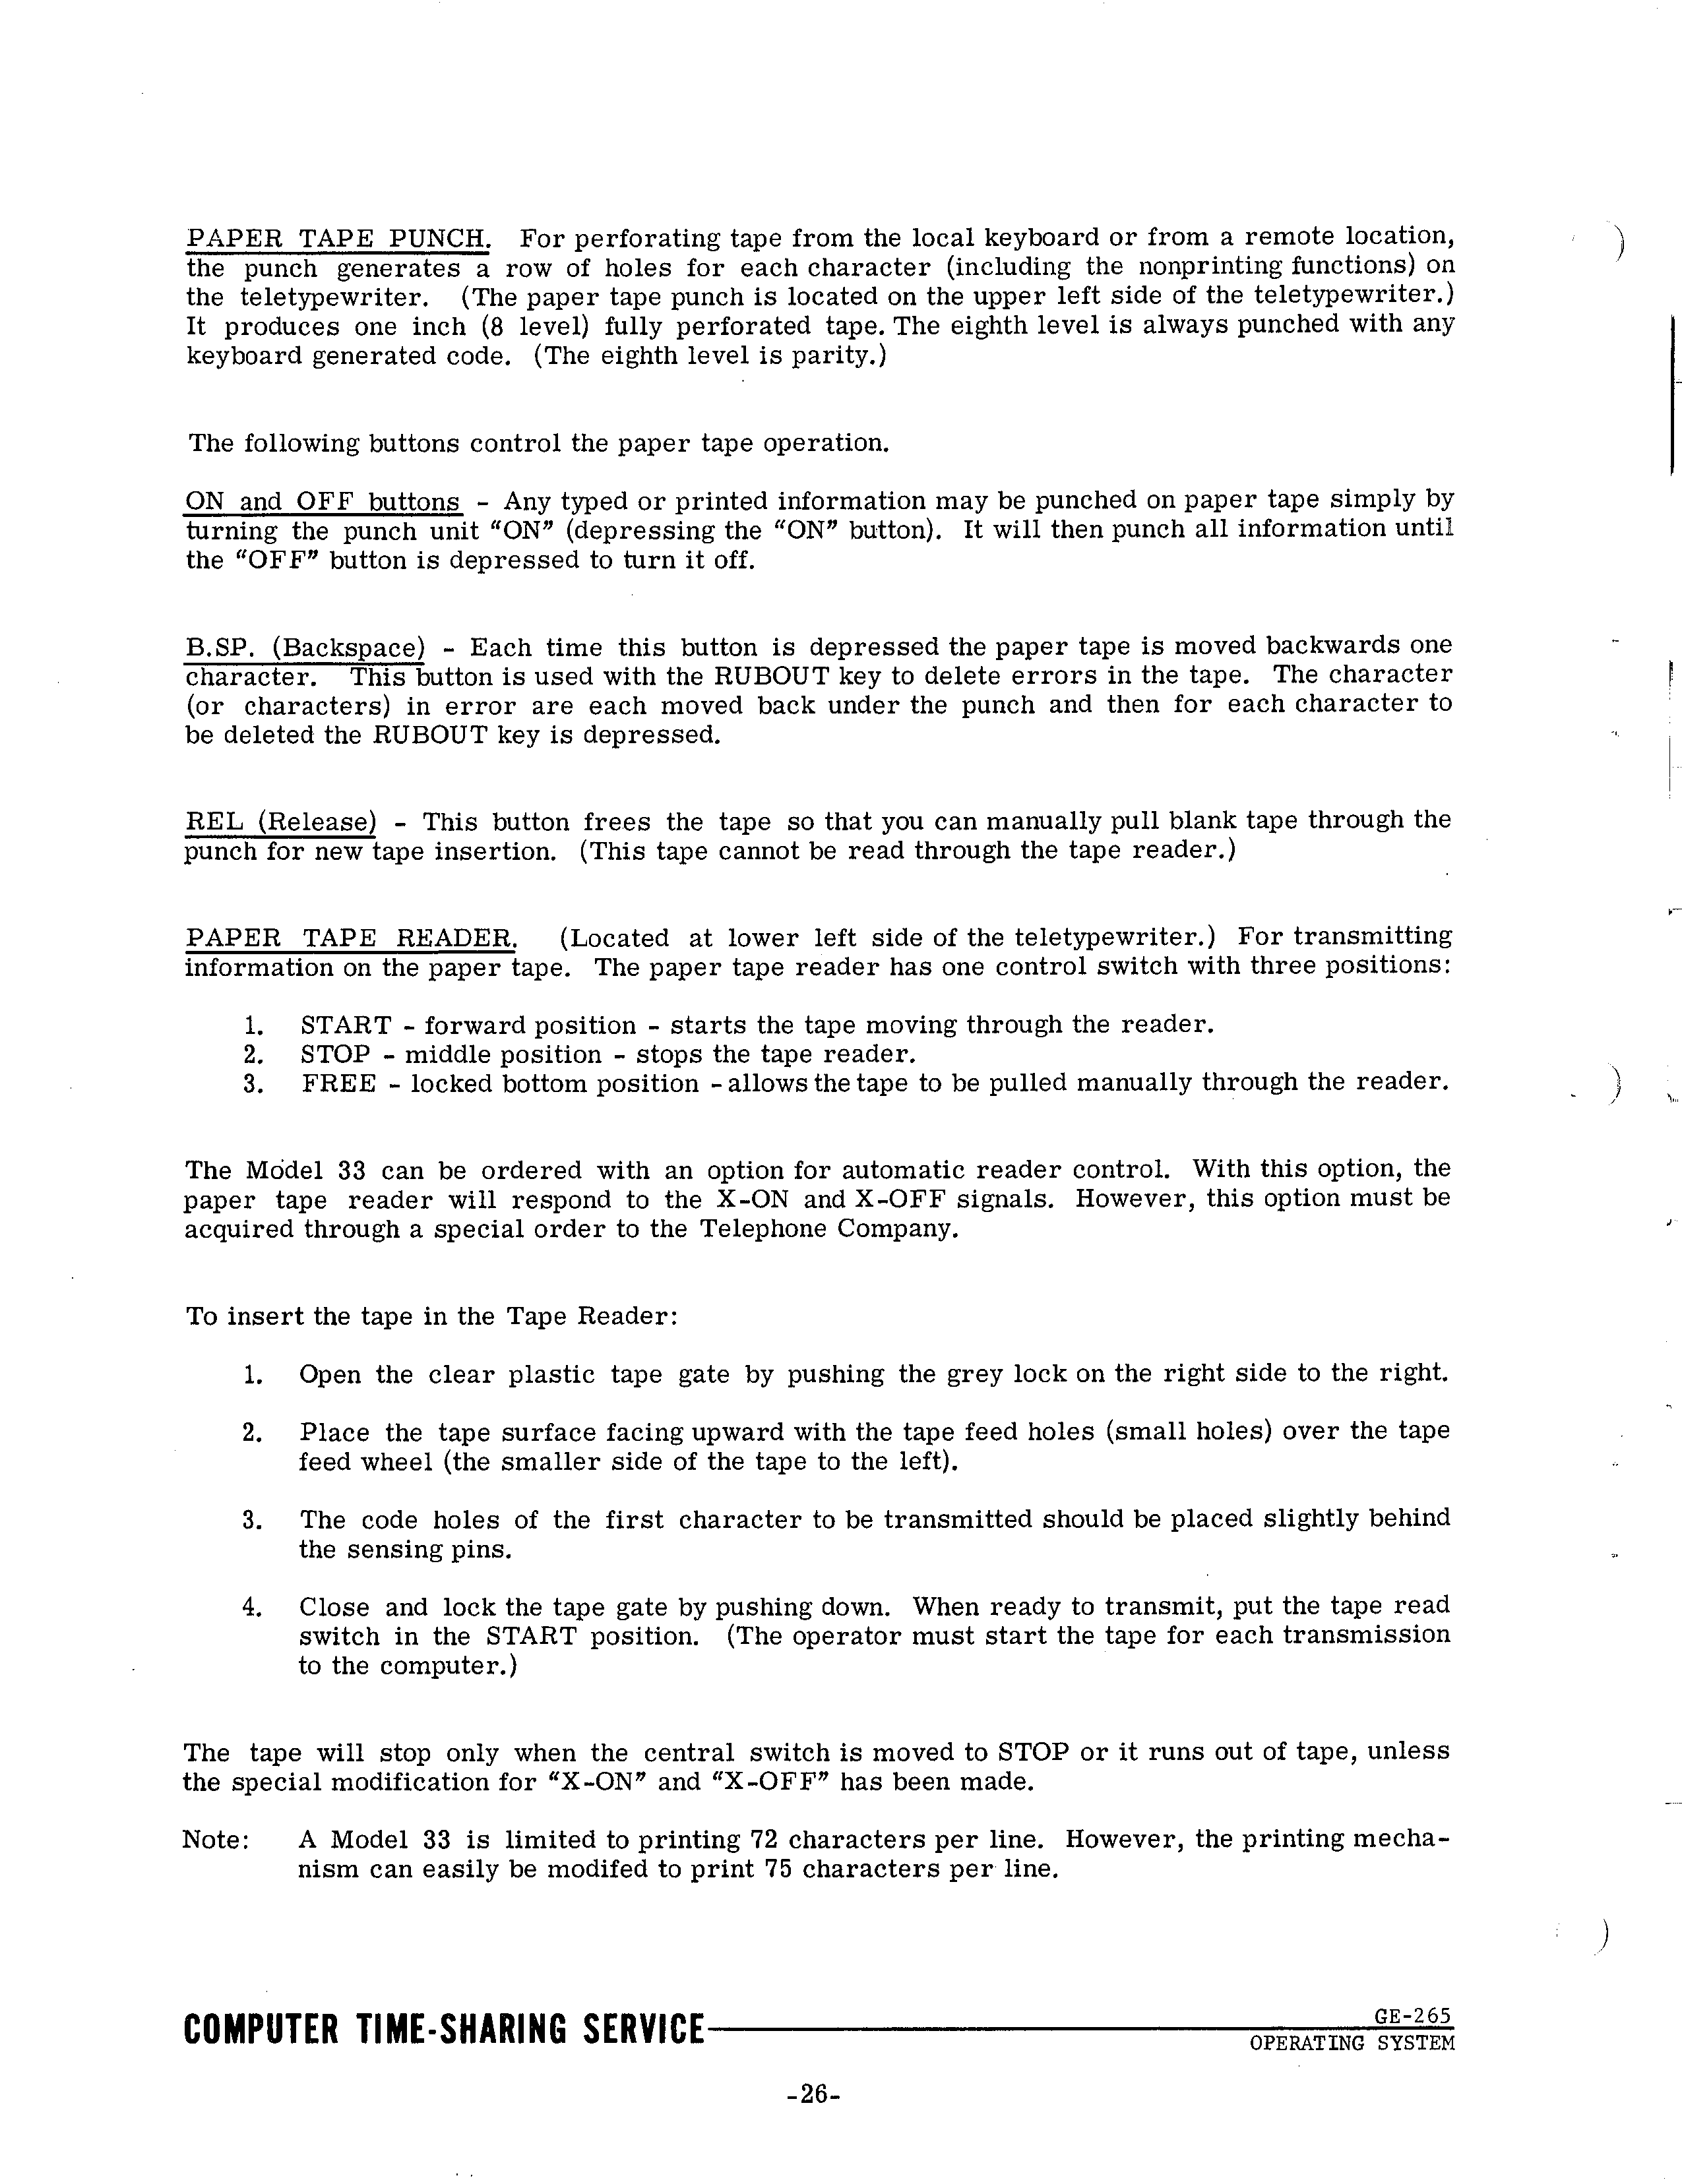 PAPER TAPE PUNCH. For perforating tape from the local keyboard or from a remote location,
the punch generates a row of holes for each character (including the nonprinting functions) on
the teletypewriter. (The paper tape punch is located on the upper left side of the teletypewriter.)
It produces one inch (8 level) fully perforated tape. The eighth level is always punched with any
keyboard generated code. (The eighth level is parity.)
The following buttons control the paper tape operation.
ON and OFF buttons - Any typed or printed information may be punched on paper tape simply by
turning the punch unit “ON” (depressing the “ON” button). It will then punch all information until
the “OFF” button is depressed to turn it off.
B.SP. (Backspace) - Each time this button is depressed the paper tape is moved backwards one
character. This button is used with the RUBOUT key to delete errors in the tape. The character
(or characters) in error are each moved back under the punch and then for each character to
be deleted the RUBOUT key is depressed.
REL (Release) - This button frees the tape so that you can manually pull blank tape through the
punch for new tape insertion. (This tape cannot be read through the tape reader.)
PAPER TAPE READER. (Located at lower left side of the teletypewriter.) For transmitting
information on the paper tape. The paper tape reader has one control switch with three positions:
1. START - forward position - starts the tape moving through the reader.
2. STOP - middle position - stops the tape reader.
3. FREE - locked bottom position - allows the tape to be pulled manually through the reader.
The Model 33 can be ordered with an option for automatic reader control. With this option, the
paper tape reader will respond to the X-ON and X-OFF signals. However, this option must be
acquired through a special order to the Telephone Company.
To insert the tape in the Tape Reader:
1. Open the clear plastic tape gate by pushing the grey lock on the right side to the right.
2. Place the tape surface facing upward with the tape feed holes (small holes) over the tape
feed wheel (the smaller side of the tape to the left).
3. The code holes of the first character to be transmitted should be placed slightly behind
the sensing pins.
4. Close and lock the tape gate by pushing down. When ready to transmit, put the tape read
switch in the START position. (The operator must start the tape for each transmission
to the computer.)
The tape will stop only when the central switch is moved to STOP or it runs out of tape, unless
the special modification for “X-ON” and “X-OFF” has been made.
Note: A Model 33 is limited to printing 72 characters per line. However, the printing mecha-
nism can easily be modifed to print 75 characters per line.
COMPUTER TIME-SHARING SERVICE
GE-265
OPERATING SYSTEM
-26-